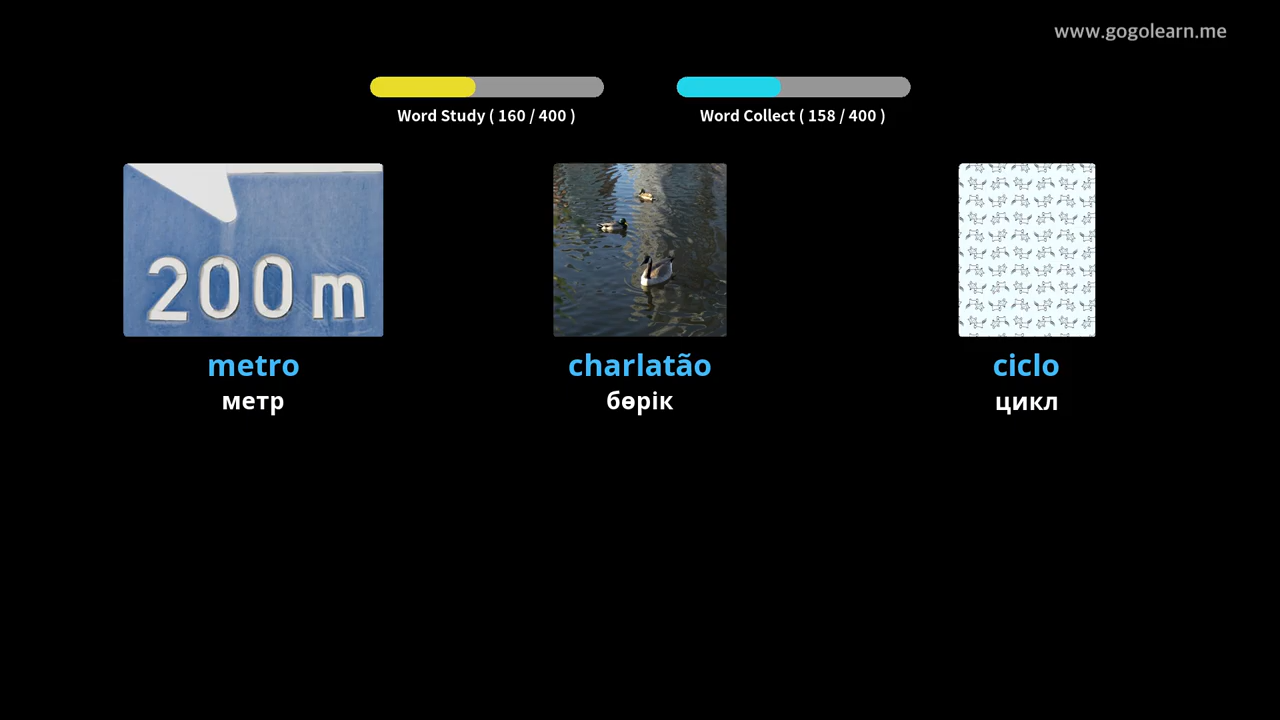 www.gogolearn.me
Word Study ( 160 / 400 )
Word Collect ( 158 / 400 )
200 m
metro
charlatão
ciclo
метр
бөрік
цикл